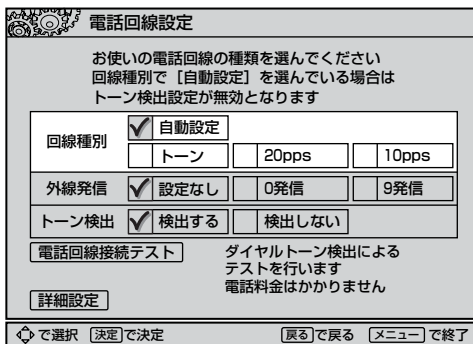 電話回線設定
お使いの電話回線の種類を選んでください
回線種別で［自動設定］を選んでいる場合は
トーン検出設定が無効となります
回線種別 自動設定
トーン 20pps 10pps
外線発信 設定なし 0発信 9発信
トーン検出 検出する 検出しない
電話回線接続テスト ダイヤルトーン検出による
テストを行います
電話料金はかかりません
詳細設定
で選択 決定で決定 戻るで戻る メニューで終了